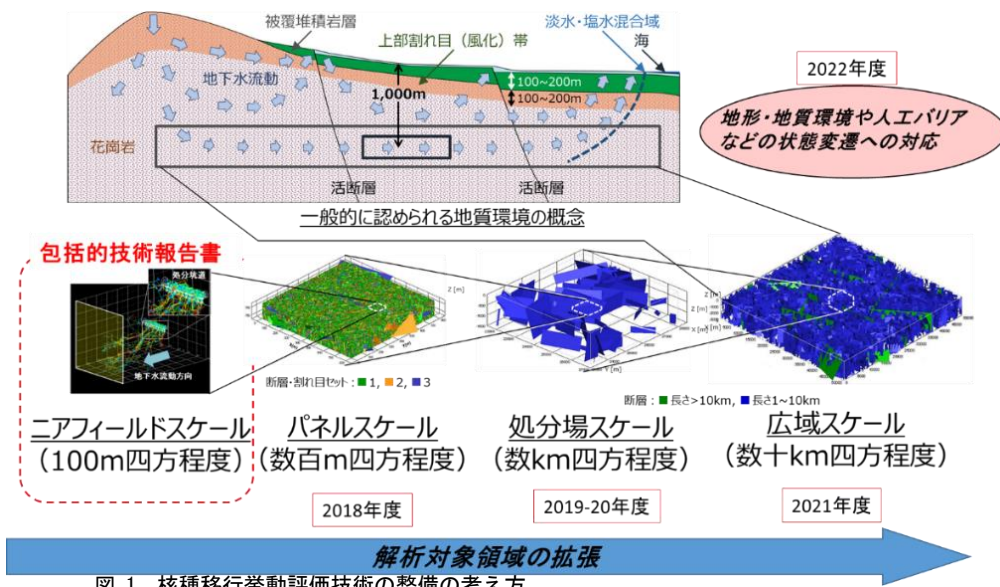 被覆堆積岩層
淡水・塩水混合域
上部割れ目（風化）帯
海
地下水流動
1,000m
100~200m
100~200m
花崗岩
活断層
活断層
一般的に認められる地質環境の概念
2022年度
地形・地質環境や人工バリア
などの状態変遷への対応
包括的技術報告書
処分坑道
地下水流動方向
断層・割れ目セット：1, 2, 3
断層：長さ>10km, 長さ1~10km
ニアフィールドスケール
（100m四方程度）
パネルスケール
（数百m四方程度）
処分場スケール
（数km四方程度）
広域スケール
（数十km四方程度）
2018年度
2019-20年度
2021年度
解析対象領域の拡張
図 1 核種移行挙動評価技術の整備の考え方